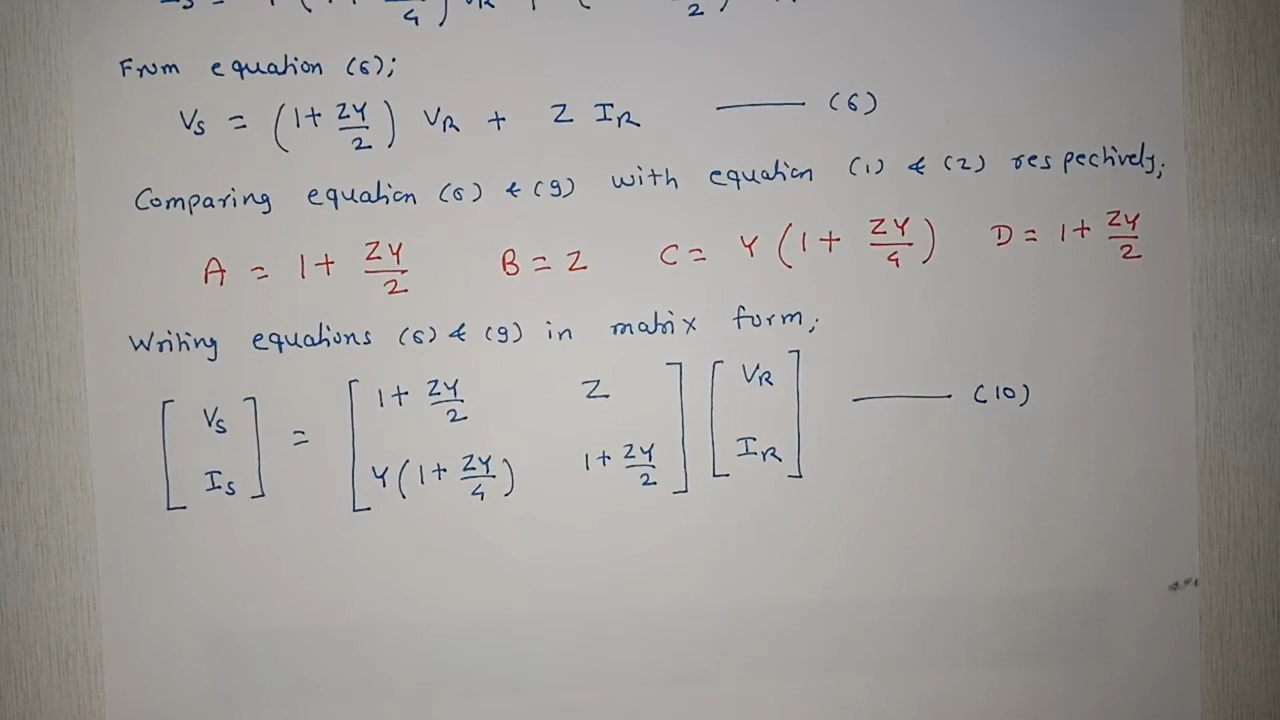 From equation (6);
Vs = (1 + ZY/2) VR + Z IR —— (6)
Comparing equation (6) & (9) with equation (1) & (2) respectively;
A = 1 + ZY/2 B = Z C = Y (1 + ZY/4) D = 1 + ZY/2
Writing equations (6) & (9) in matrix form;
[Vs Is] = [1 + ZY/2 Z Y(1 + ZY/4) 1 + ZY/2] [VR IR] —— (10)